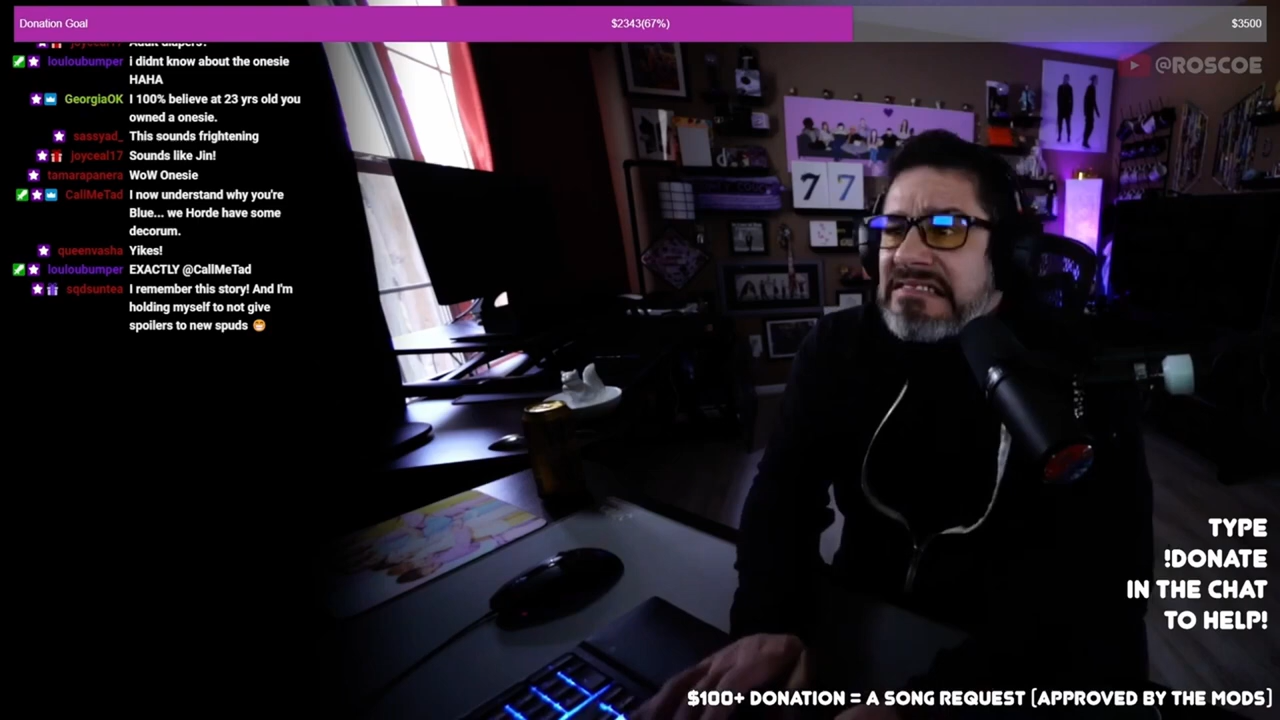 Donation Goal
$2343(67%)
$3500
@ROSCOE
louloubumper i didnt know about the onesie
HAHA
GeorgiaOK I 100% believe at 23 yrs old you
owned a onesie.
sassyad_ This sounds frightening
joyceal17 Sounds like Jin!
tamarapanera WoW Onesie
CallMeTad I now understand why you're
Blue... we Horde have some
decorum.
queenvasha Yikes!
louloubumper EXACTLY @CallMeTad
sqdsuntea I remember this story! And I'm
holding myself to not give
spoilers to new spuds 😁
77
TYPE
!DONATE
IN THE CHAT
TO HELP!
$100+ DONATION = A SONG REQUEST (APPROVED BY THE MODS)